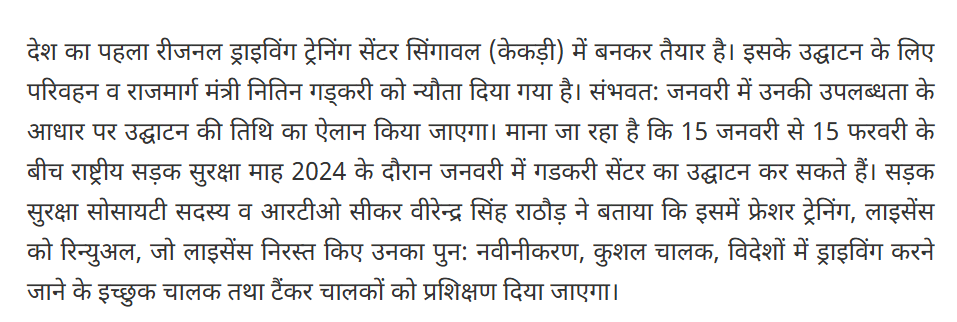 देश का पहला रीजनल ड्राइविंग ट्रेनिंग सेंटर सिंगावल (केकड़ी) में बनकर तैयार है। इसके उद्घाटन के लिए
परिवहन व राजमार्ग मंत्री नितिन गड्करी को न्यौता दिया गया है। संभवत: जनवरी में उनकी उपलब्धता के
आधार पर उद्घाटन की तिथि का ऐलान किया जाएगा। माना जा रहा है कि 15 जनवरी से 15 फरवरी के
बीच राष्ट्रीय सड़क सुरक्षा माह 2024 के दौरान जनवरी में गडकरी सेंटर का उद्घाटन कर सकते हैं। सड़क
सुरक्षा सोसायटी सदस्य व आरटीओ सीकर वीरेन्द्र सिंह राठौड़ ने बताया कि इसमें फ्रेशर ट्रेनिंग, लाइसेंस
को रिन्युअल, जो लाइसेंस निरस्त किए उनका पुन: नवीनीकरण, कुशल चालक, विदेशों में ड्राइविंग करने
जाने के इच्छुक चालक तथा टैंकर चालकों को प्रशिक्षण दिया जाएगा।